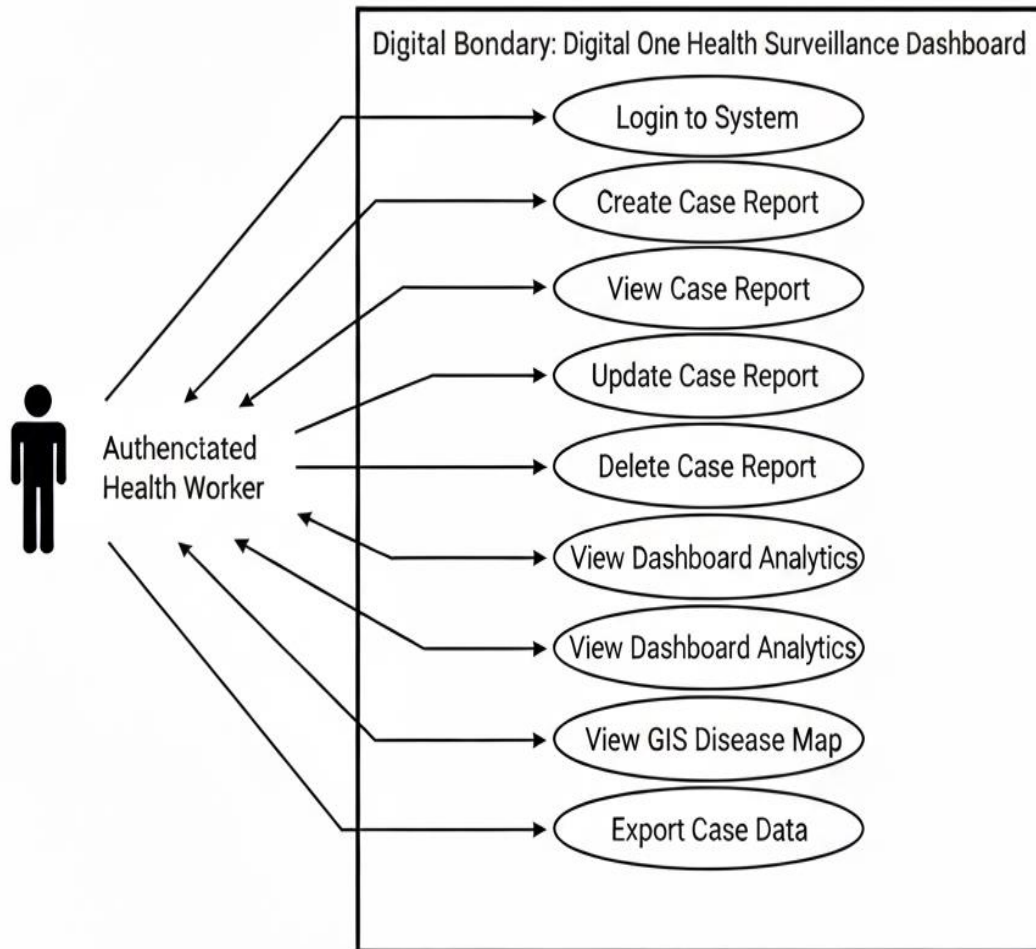 Digital Bondary: Digital One Health Surveillance Dashboard
Login to System
Create Case Report
View Case Report
Update Case Report
Authenctated
Health Worker
Delete Case Report
View Dashboard Analytics
View Dashboard Analytics
View GIS Disease Map
Export Case Data